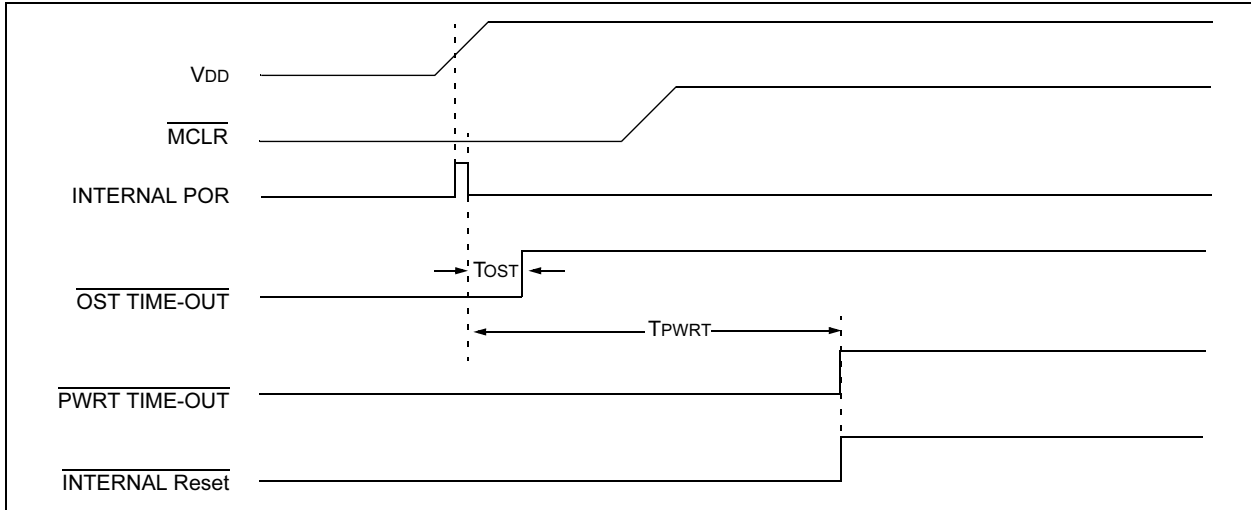 VDD
MCLR
INTERNAL POR
TOST
OST TIME-OUT
TPWRT
PWRT TIME-OUT
INTERNAL Reset